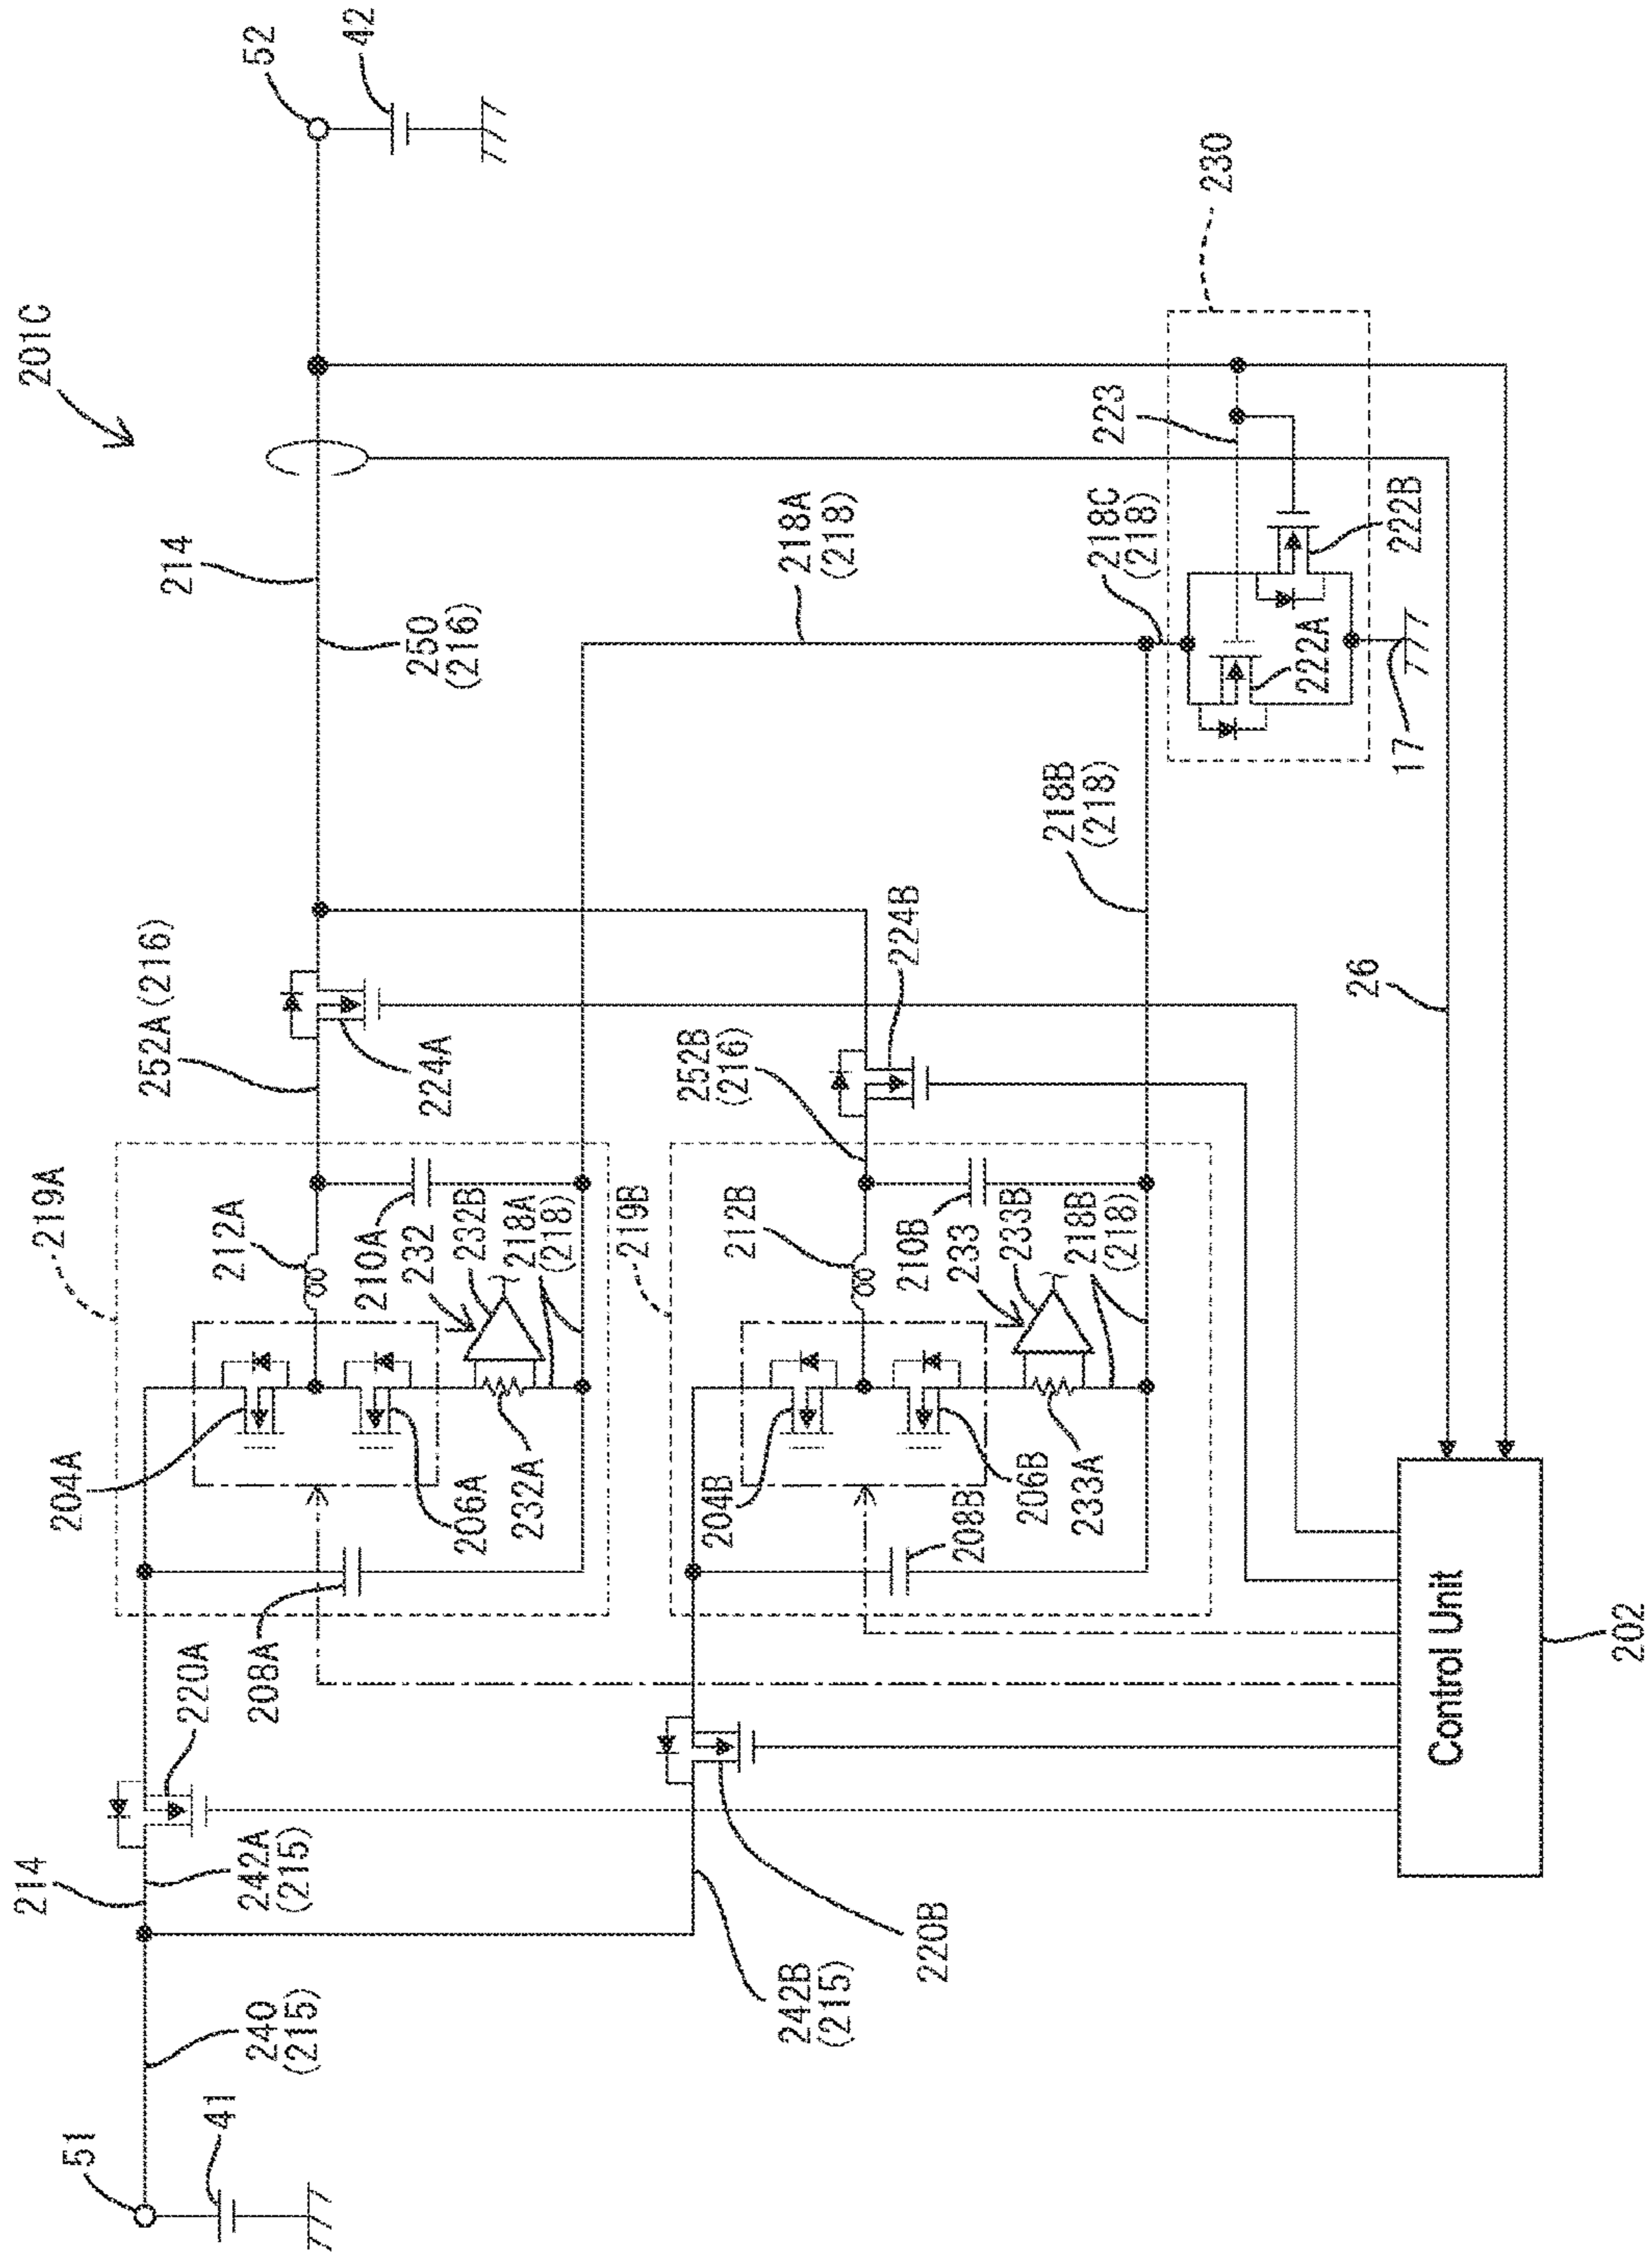 201C
52
42
214
250
(216)
252A(216)
224A
219A
212A
210A
232
232B
218A
(218)
204A
206A
232A
208A
220A
214
242A
(215)
240
(215)
51
41
218A
(218)
223
230
218C
(218)
222B
222A
17
218B
(218)
224B
252B
(216)
26
219B
212B
210B
233
233B
218B
(218)
204B
206B
233A
208B
220B
242B
(215)
Control Unit
202